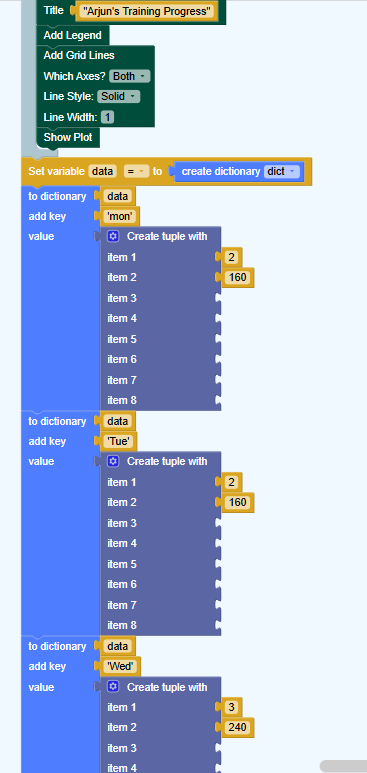 Title "Arjun's Training Progress"
Add Legend
Add Grid Lines
Which Axes? Both
Line Style: Solid
Line Width: 1
Show Plot
Set variable data = to create dictionary dict
to dictionary data
add key 'mon'
value Create tuple with
item 1 2
item 2 160
item 3
item 4
item 5
item 6
item 7
item 8
to dictionary data
add key 'Tue'
value Create tuple with
item 1 2
item 2 160
item 3
item 4
item 5
item 6
item 7
item 8
to dictionary data
add key 'Wed'
value Create tuple with
item 1 3
item 2 240
item 3
item 4